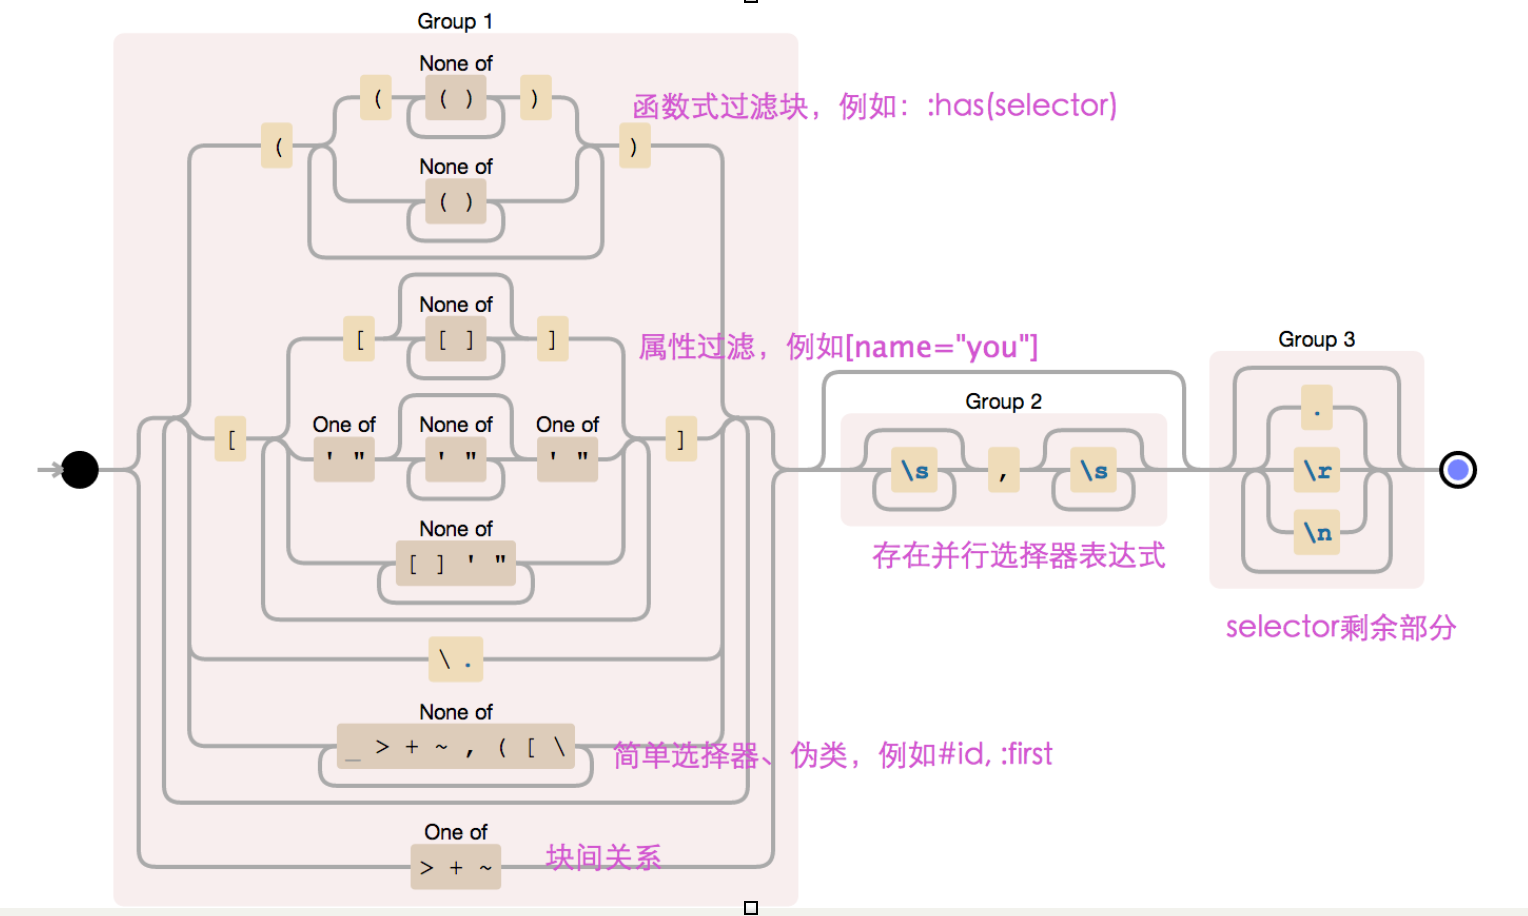 Group 1
None of
( ( ) )
函数式过滤块，例如：:has(selector)
( )
None of
( )
None of
[ [ ] ]
属性过滤，例如[name="you"]
One of None of One of
[ ' " ' " ' " ]
None of
[ ] ' "
\ .
None of
_ > + ~ , ( [ \
简单选择器、伪类，例如#id, :first
One of
> + ~
块间关系
Group 2
\s , \s
存在并行选择器表达式
Group 3
.
\r
\n
selector剩余部分